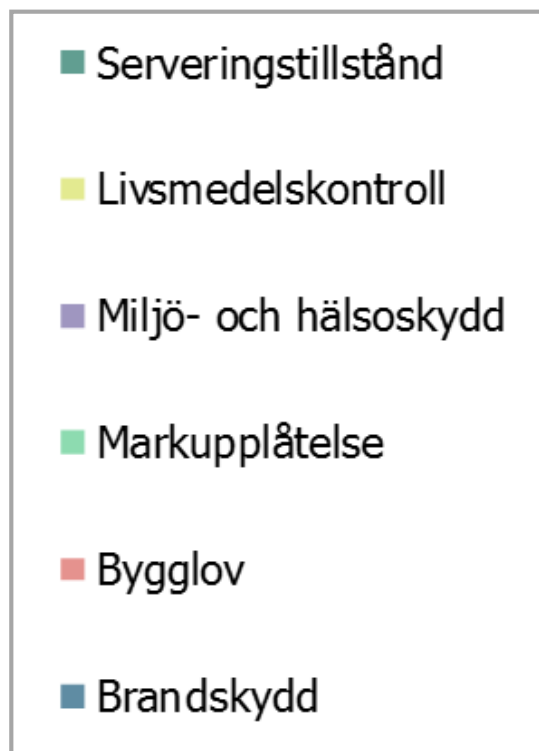 Serveringstillstånd
Livsmedelskontroll
Miljö- och hälsoskydd
Markupplåtelse
Bygglov
Brandskydd